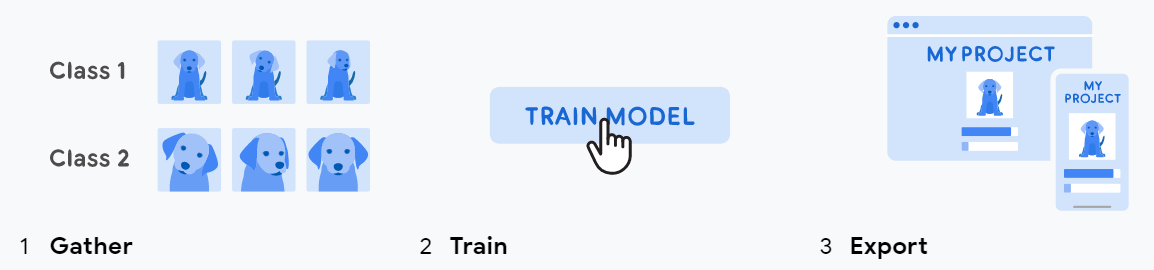 Class 1
Class 2
1 Gather
TRAIN MODEL
2 Train
MY PROJECT
MY
PROJECT
3 Export